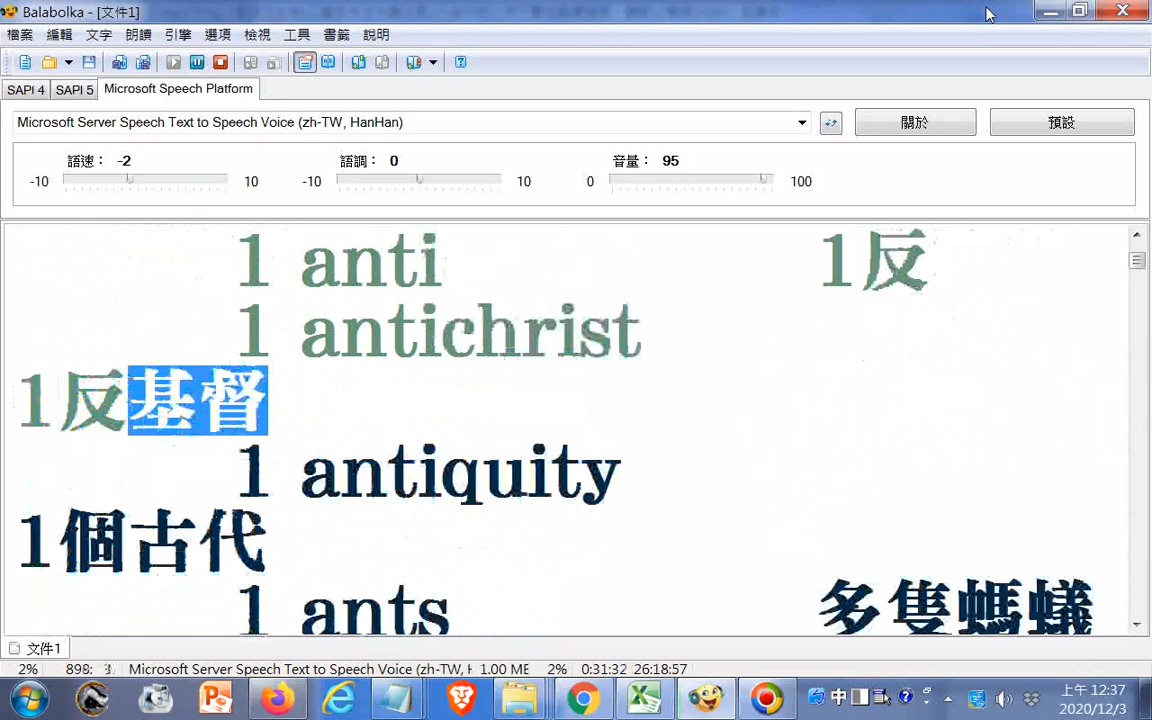 Balabolka - [文件1]
檔案 編輯 文字 朗讀 引擎 選項 檢視 工具 書籤 說明
SAPI 4 SAPI 5 Microsoft Speech Platform
Microsoft Server Speech Text to Speech Voice (zh-TW, HanHan) 關於 預設
語速： -2 語調： 0 音量： 95
-10 10 -10 10 0 100
1 anti 1反
1 antichrist
1反基督
1 antiquity
1個古代
1 ants 多隻螞蟻
文件1
2% 898: Microsoft Server Speech Text to Speech Voice (zh-TW, H 1.00 ME 2% 0:31:32 26:18:57
中 上午 12:37
2020/12/3